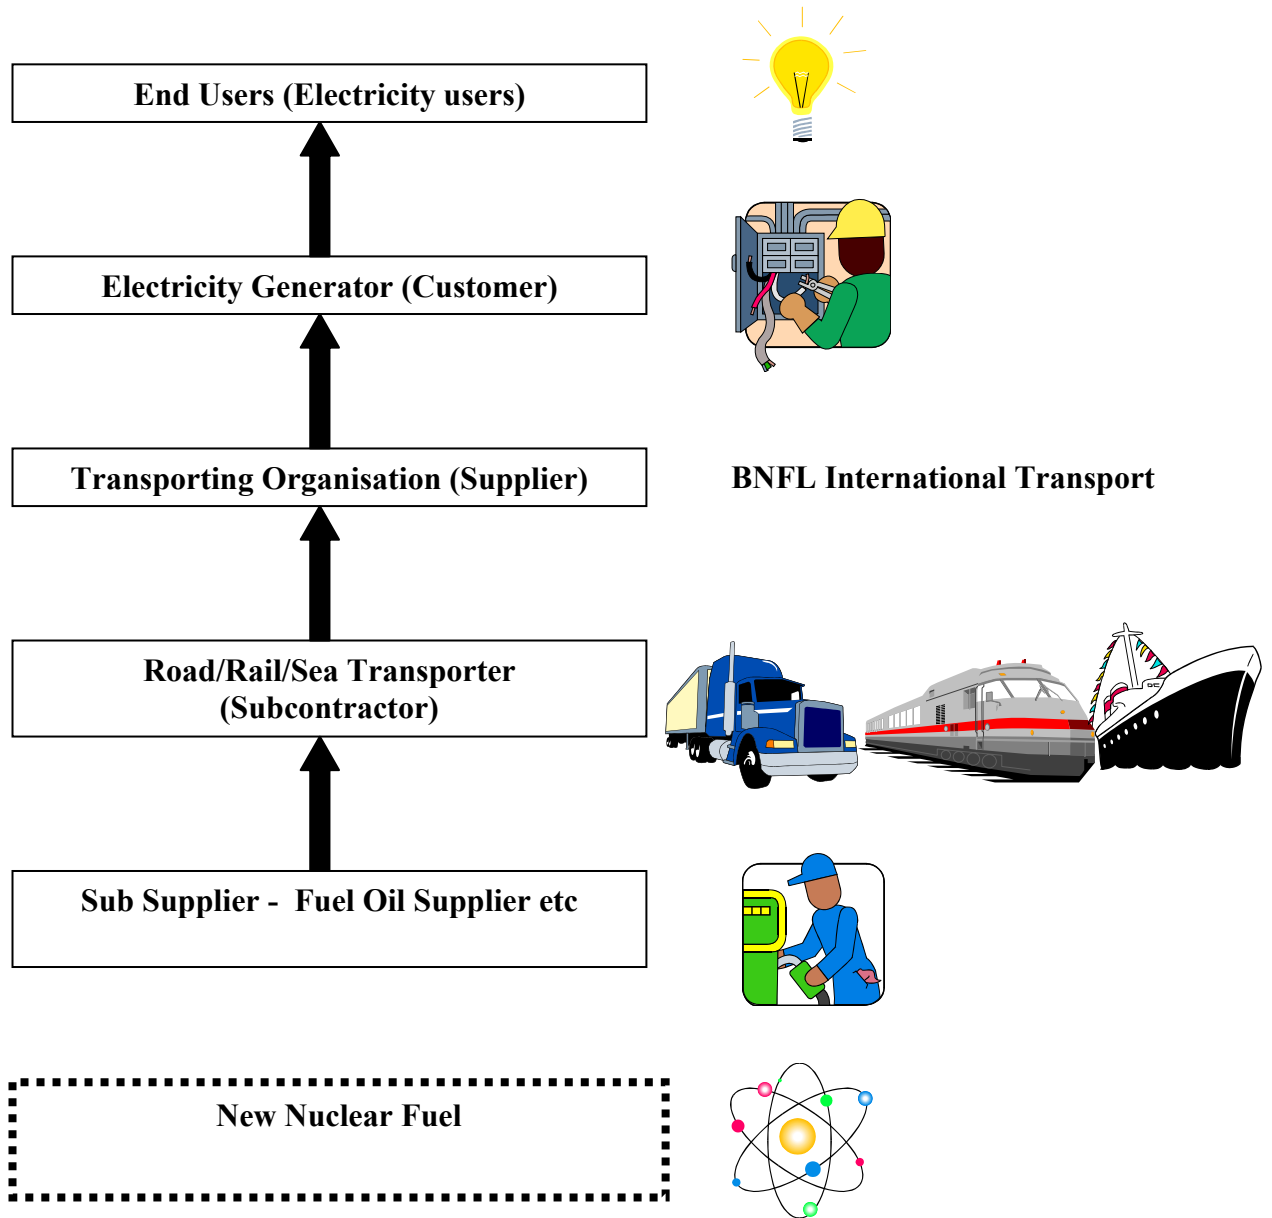 End Users (Electricity users)
Electricity Generator (Customer)
Transporting Organisation (Supplier)
BNFL International Transport
Road/Rail/Sea Transporter
(Subcontractor)
Sub Supplier -  Fuel Oil Supplier etc
New Nuclear Fuel